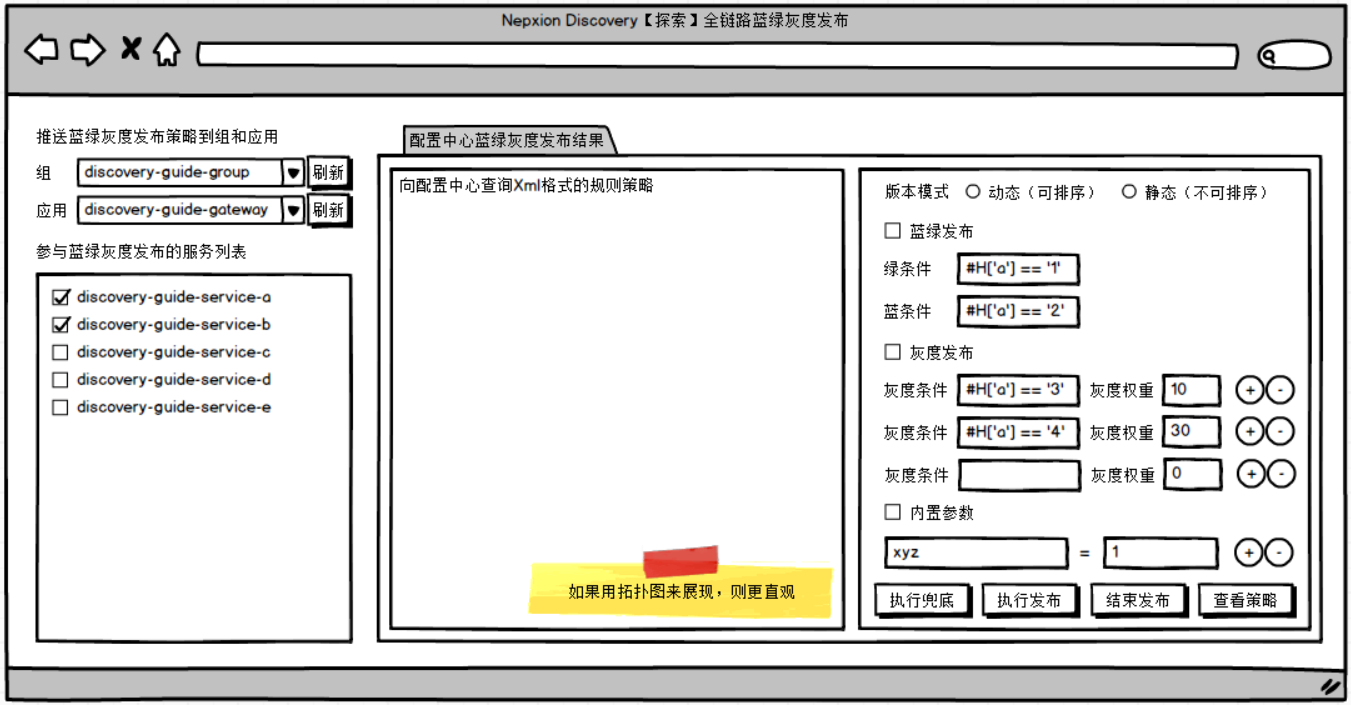 Nepxion Discovery【探索】全链路蓝绿灰度发布
推送蓝绿灰度发布策略到组和应用
组 discovery-guide-group 刷新
应用 discovery-guide-gateway 刷新
参与蓝绿灰度发布的服务列表
discovery-guide-service-a
discovery-guide-service-b
discovery-guide-service-c
discovery-guide-service-d
discovery-guide-service-e
配置中心蓝绿灰度发布结果
向配置中心查询Xml格式的规则策略
如果用拓扑图来展现，则更直观
版本模式 动态（可排序） 静态（不可排序）
蓝绿发布
绿条件 #H['a'] == '1'
蓝条件 #H['a'] == '2'
灰度发布
灰度条件 #H['a'] == '3' 灰度权重 10 + -
灰度条件 #H['a'] == '4' 灰度权重 30 + -
灰度条件 灰度权重 0 + -
内置参数
xyz = 1 + -
执行兜底 执行发布 结束发布 查看策略